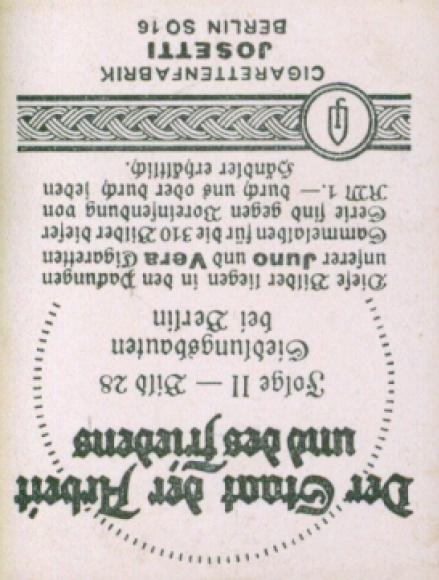 Der Staat der Arbeit
und des Friedens
Folge II — Bild 28
Siedlungsbauten
bei Berlin
Diese Bilder liegen in den Packungen
unserer Juno und Vera Cigaretten
Sammelalben für die 310 Bilder dieser
Serie sind gegen Voreinsendung von
RM 1.— durch uns oder durch jeden
Händler erhältlich.
CIGARETTENFABRIK
JOSETTI
BERLIN SO 16